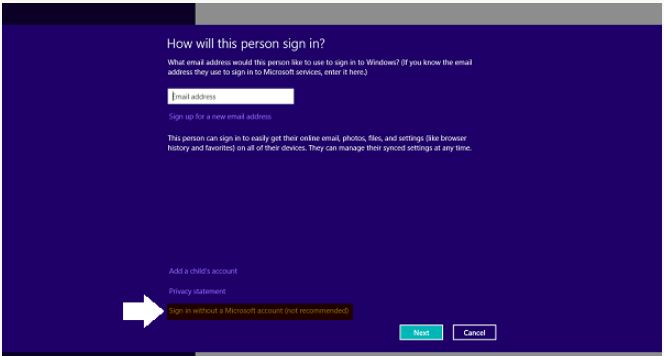 How will this person sign in?
What email address would this person like to use to sign in to Windows? (If you know the email
address they use to sign in to Microsoft services, enter it here.)
Email address
Sign up for a new email address
This person can sign in to easily get their online email, photos, files, and settings (like browser
history and favorites) on all of their devices. They can manage their synced settings at any time.
Add a child's account
Privacy statement
Sign in without a Microsoft account (not recommended)
Next Cancel